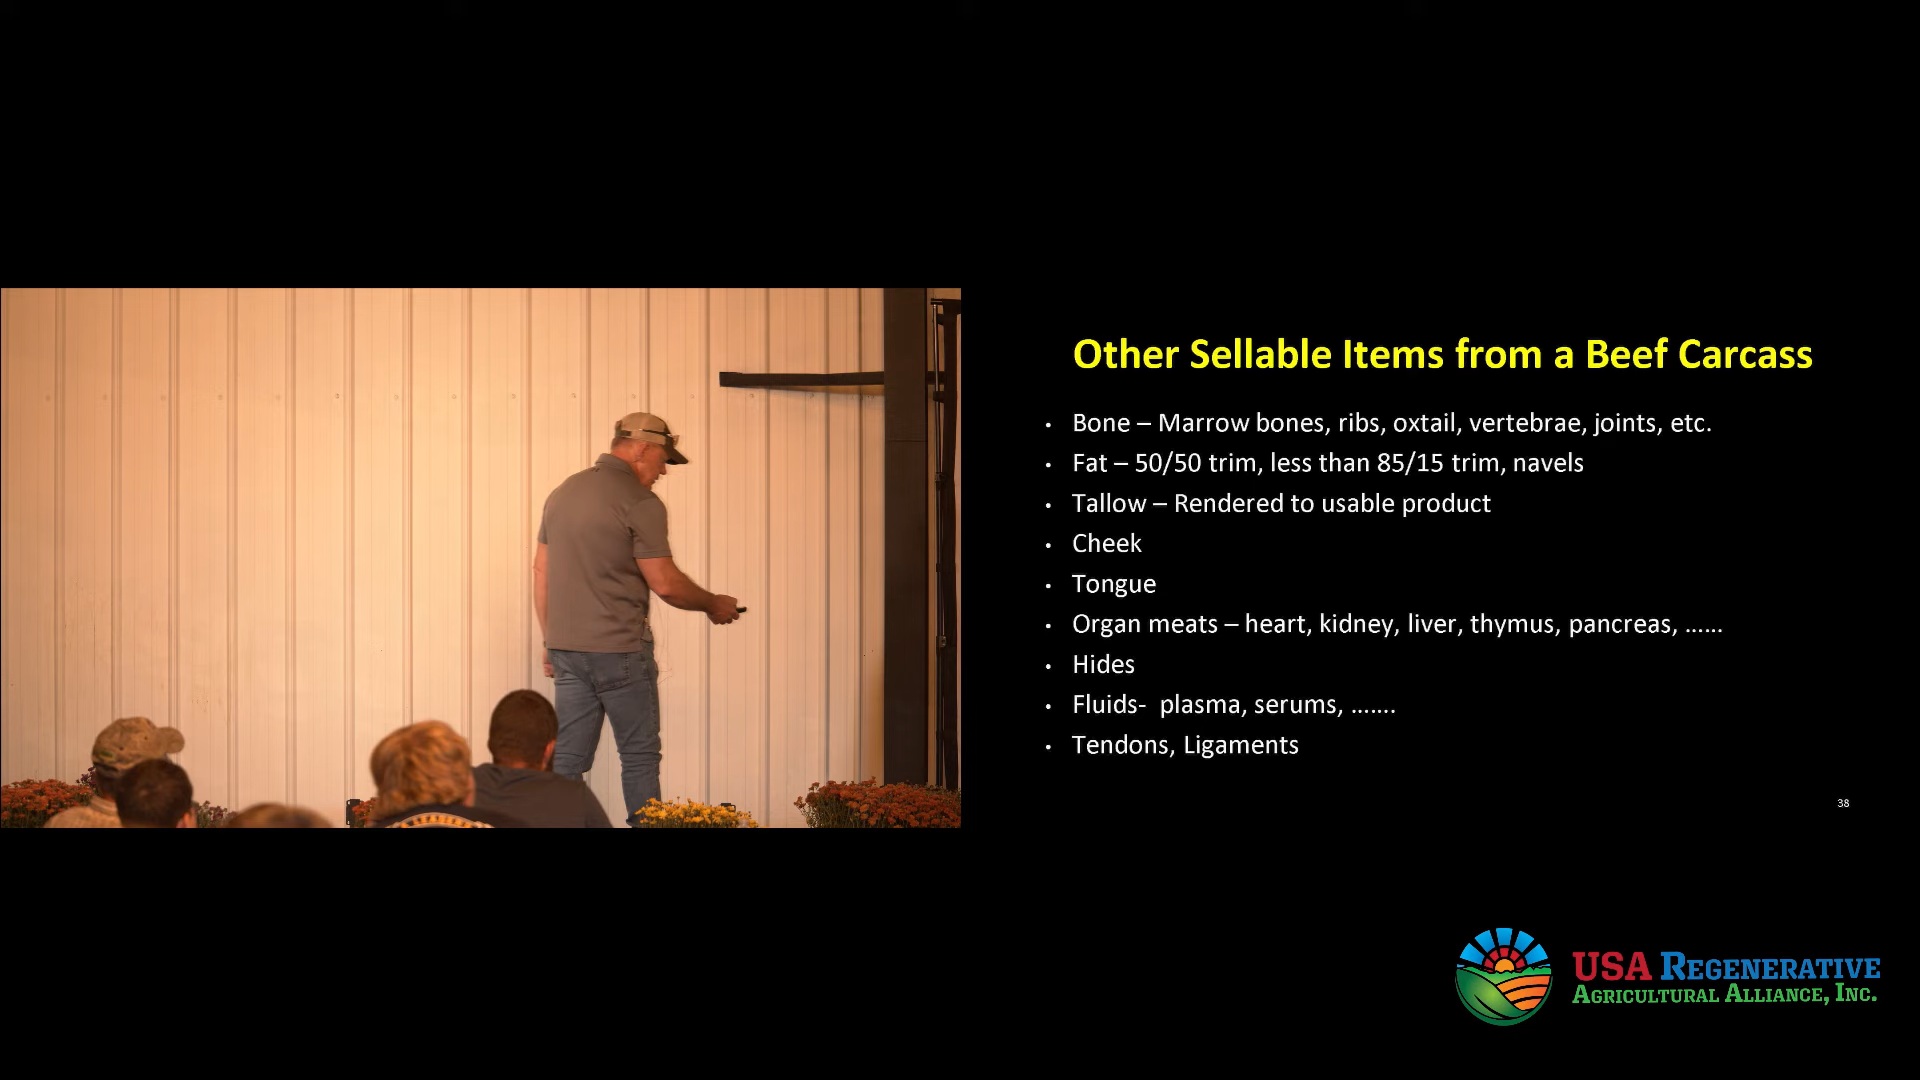 Other Sellable Items from a Beef Carcass
• Bone – Marrow bones, ribs, oxtail, vertebrae, joints, etc.
• Fat – 50/50 trim, less than 85/15 trim, navels
• Tallow – Rendered to usable product
• Cheek
• Tongue
• Organ meats – heart, kidney, liver, thymus, pancreas, ......
• Hides
• Fluids-  plasma, serums, .......
• Tendons, Ligaments
38
USA REGENERATIVE
AGRICULTURAL ALLIANCE, INC.